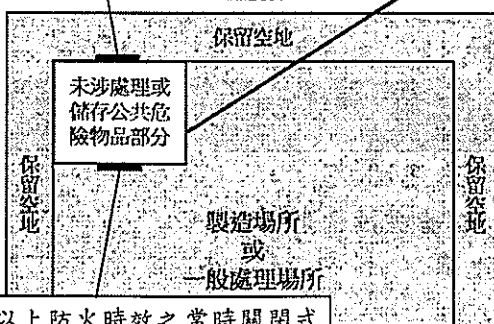 保留空地
未涉處理或
儲存公共危
險物品部分
保留空地
保留空地
製造場所
或
一般處理場所
以上防火時效之常時關閉式